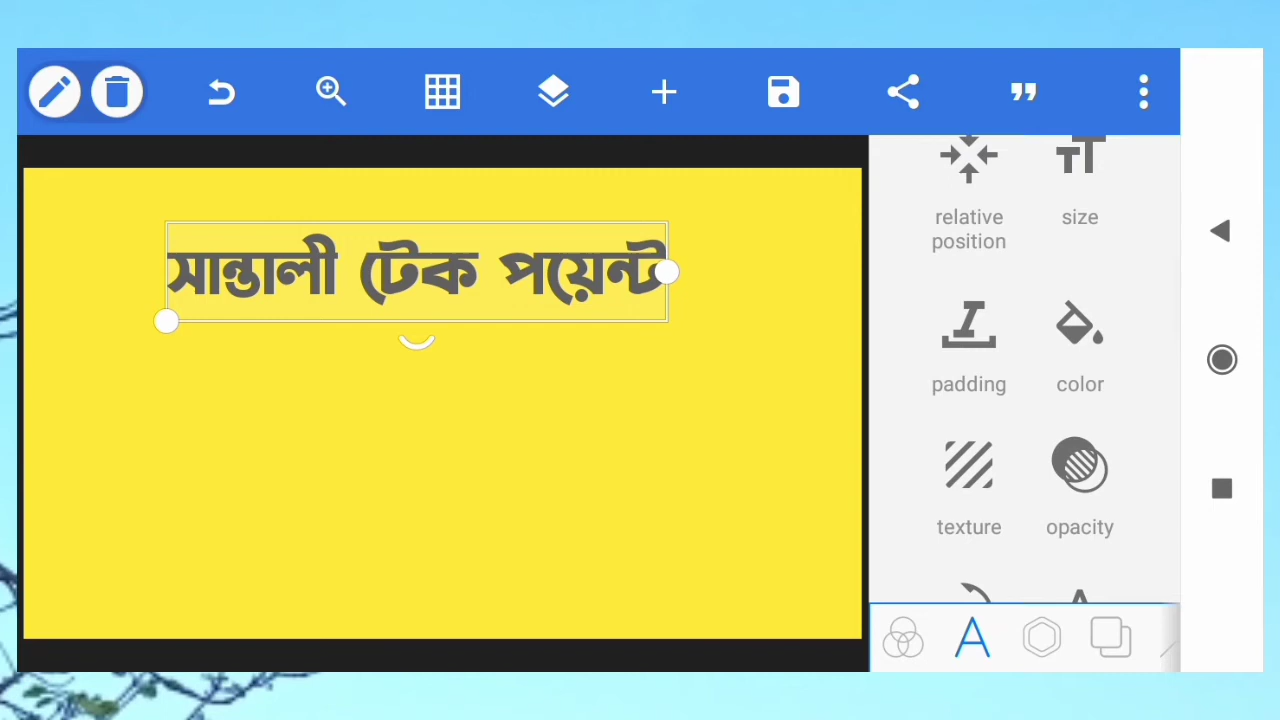 সান্তালী টেক পয়েন্ট
relative
position
size
padding
color
texture
opacity